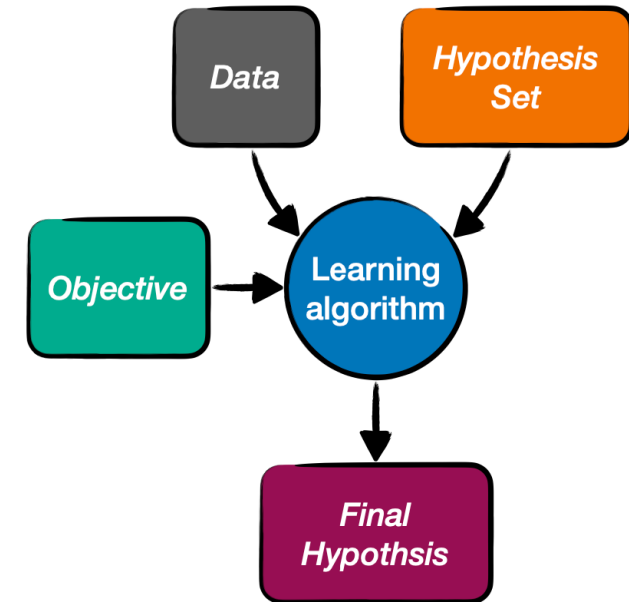 Data
Hypothesis
Set
Objective
Learning
algorithm
Final
Hypothsis